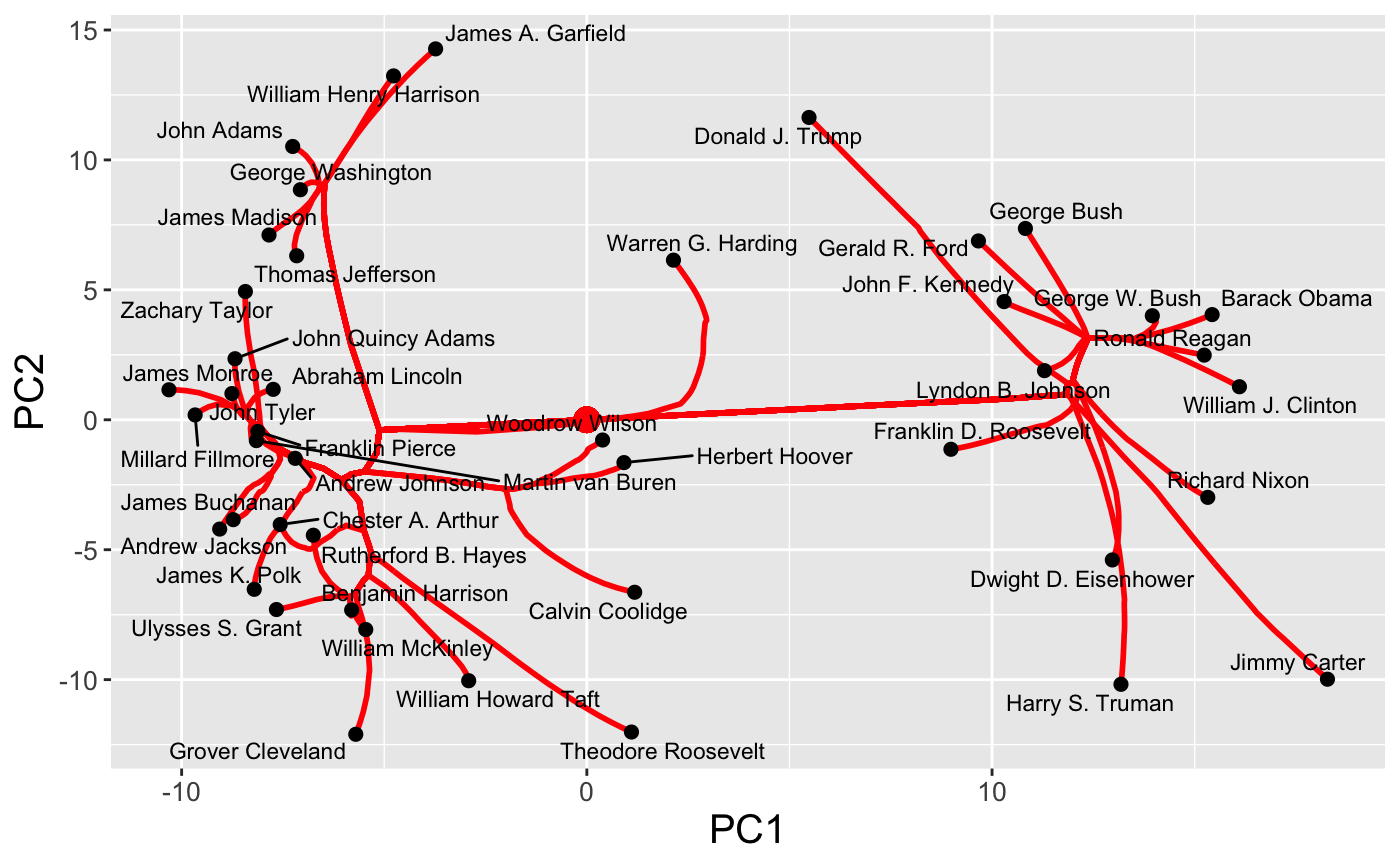 15
James A. Garfield
William Henry Harrison
John Adams
Donald J. Trump
10
George Washington
James Madison
George Bush
Warren G. Harding
Gerald R. Ford
Thomas Jefferson
John F. Kennedy
5
George W. Bush
Barack Obama
Zachary Taylor
John Quincy Adams
Ronald Reagan
James Monroe
Abraham Lincoln
Lyndon B. Johnson
William J. Clinton
PC2
John Tyler
0
Woodrow Wilson
Franklin D. Roosevelt
Franklin Pierce
Millard Fillmore
Herbert Hoover
Andrew Johnson
Martin van Buren
Richard Nixon
James Buchanan
Chester A. Arthur
-5
Andrew Jackson
Rutherford B. Hayes
James K. Polk
Dwight D. Eisenhower
Benjamin Harrison
Calvin Coolidge
Ulysses S. Grant
William McKinley
Jimmy Carter
-10
William Howard Taft
Harry S. Truman
Grover Cleveland
Theodore Roosevelt
-10
0
10
PC1